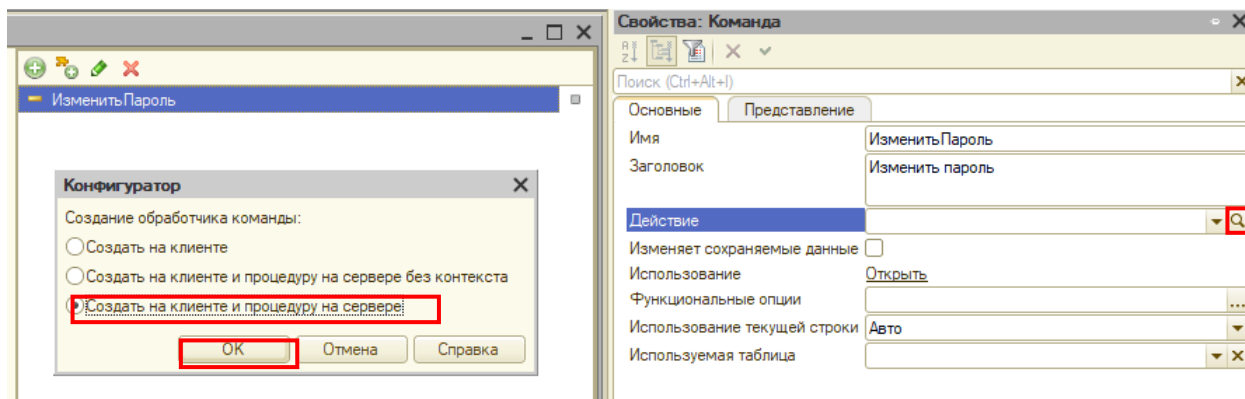 ИзменитьПароль
Конфигуратор
Создание обработчика команды:
Создать на клиенте
Создать на клиенте и процедуру на сервере без контекста
Создать на клиенте и процедуру на сервере
ОК
Отмена
Справка
Свойства: Команда
Поиск (Ctrl+Alt+I)
Основные
Представление
Имя
ИзменитьПароль
Заголовок
Изменить пароль
Действие
Изменяет сохраняемые данные
Использование
Открыть
Функциональные опции
...
Использование текущей строки
Авто
Используемая таблица